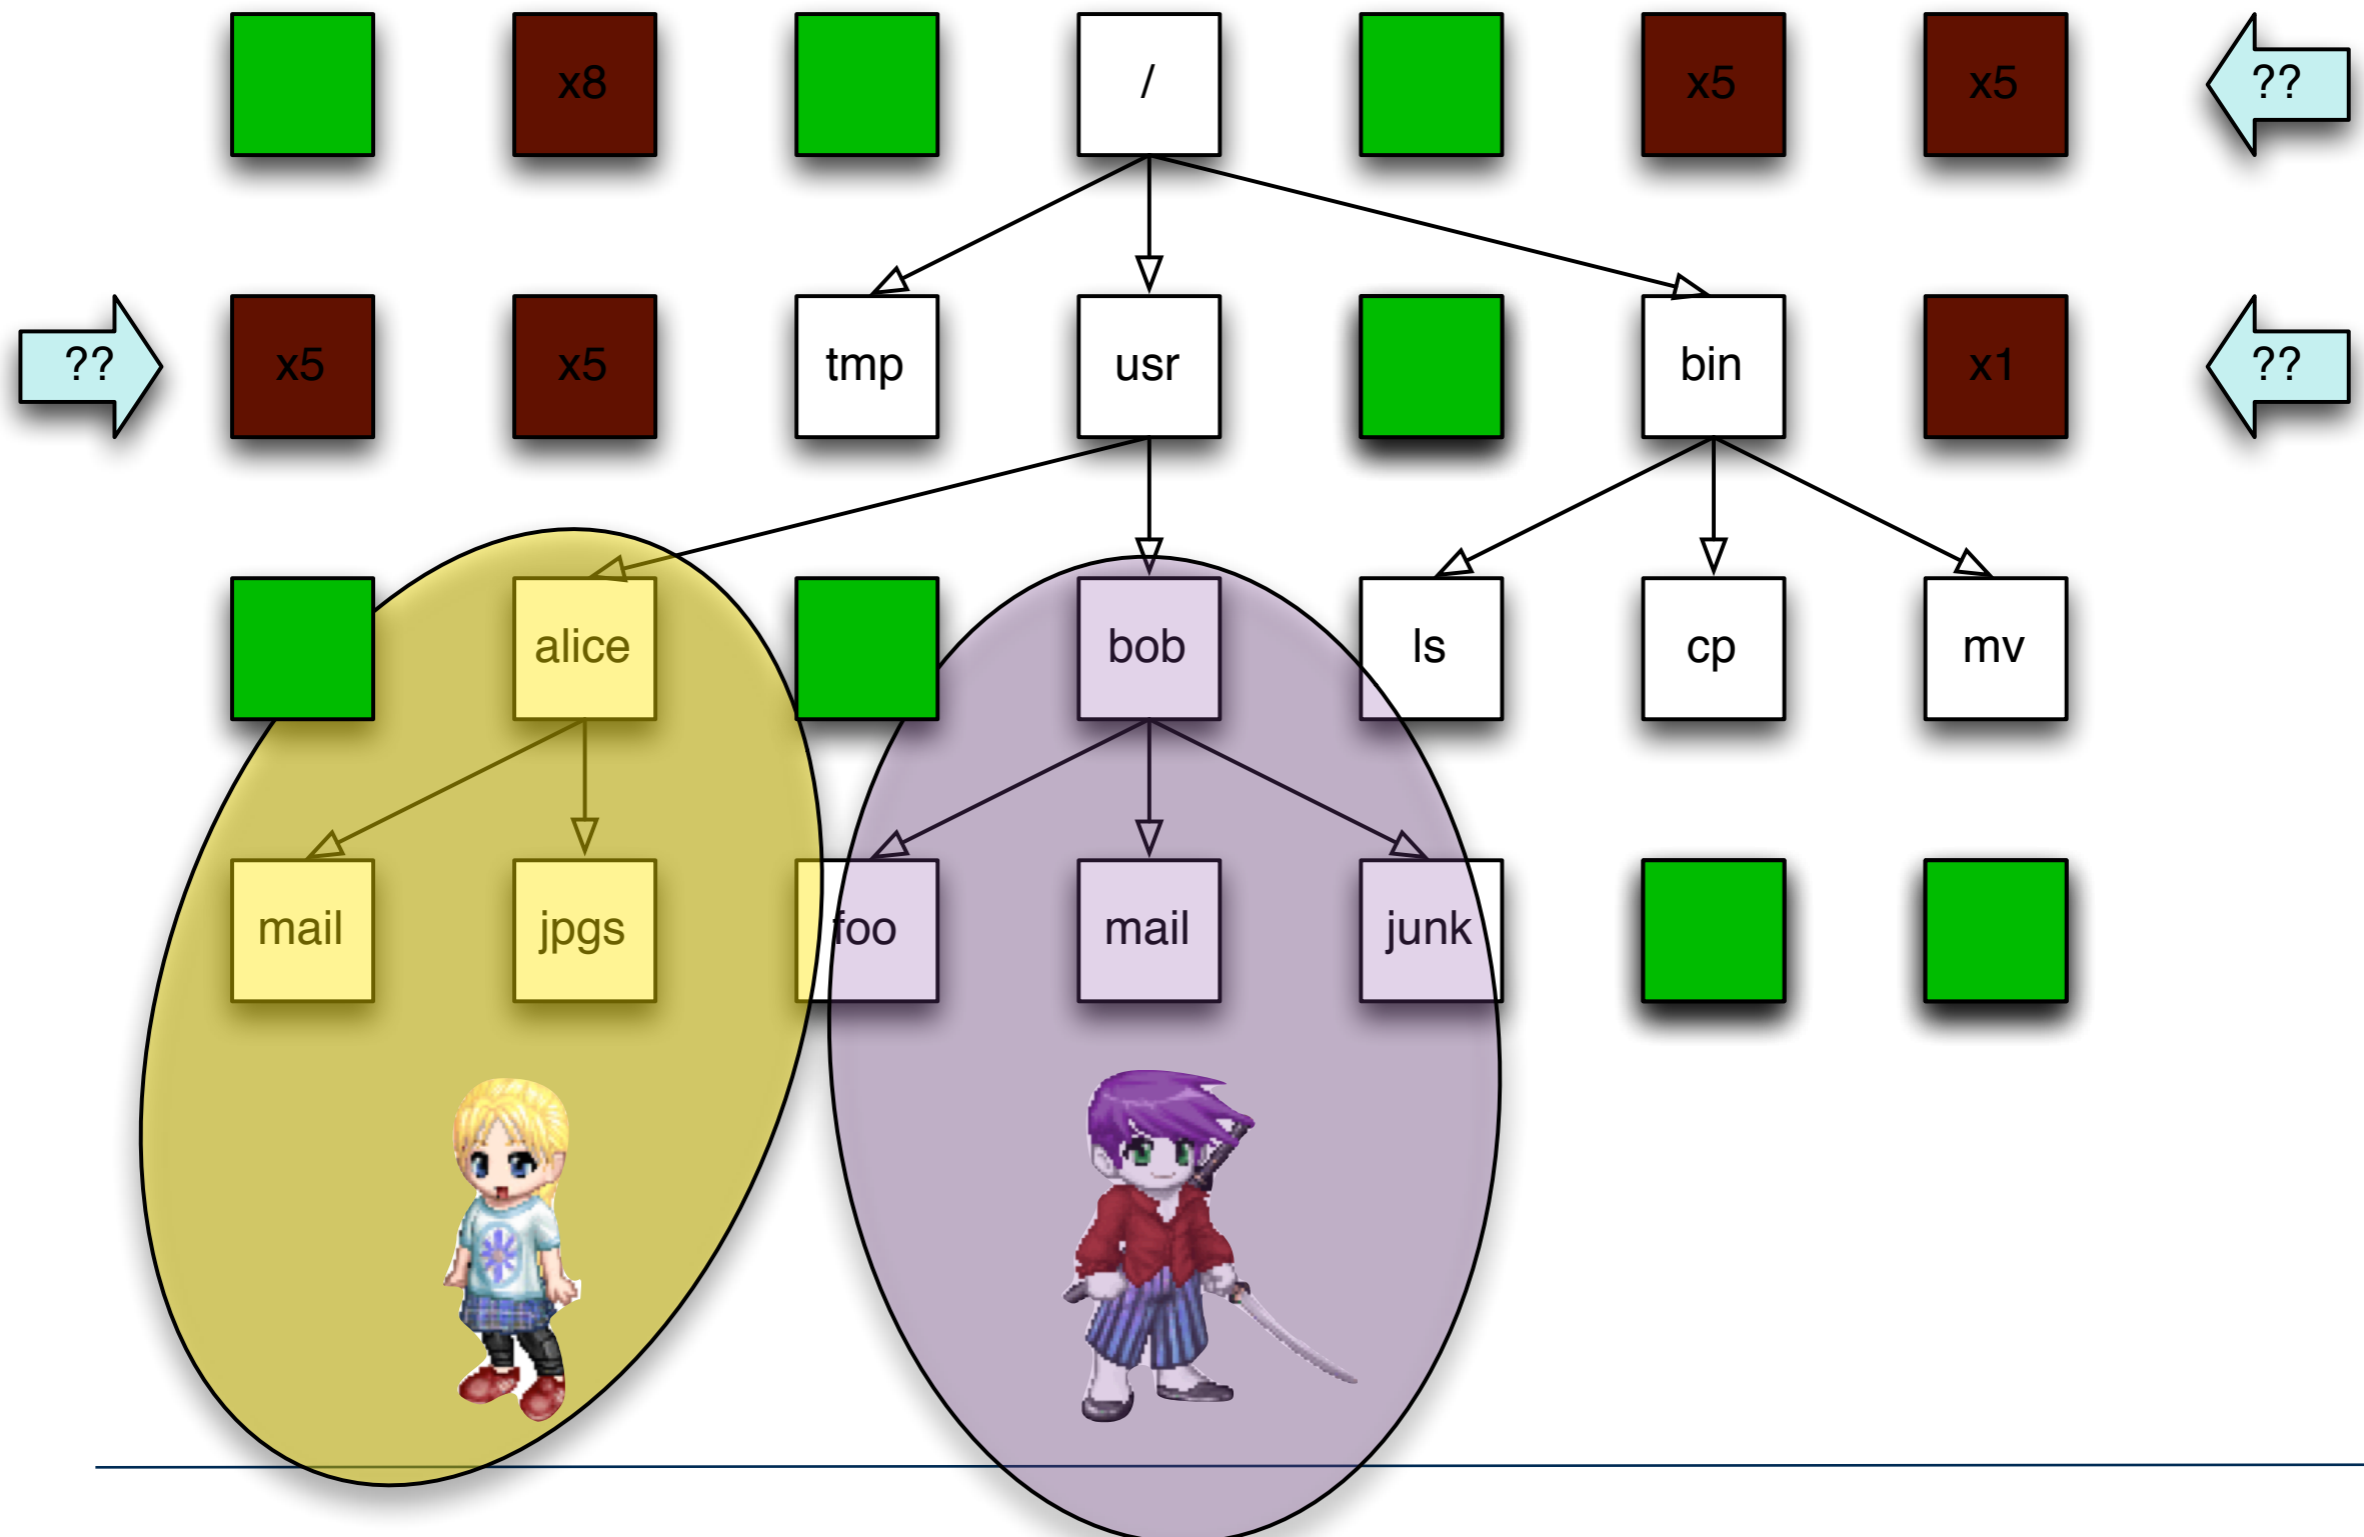 x8 / x5 x5 ??
?? x5 x5 tmp usr bin x1 ??
alice bob ls cp mv
mail jpgs foo mail junk